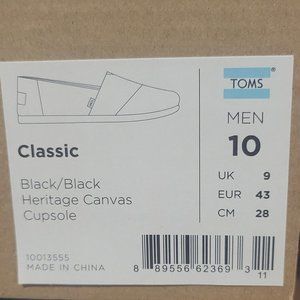 TOMS
MEN
10
Classic
Black/Black
Heritage Canvas
Cupsole
UK 9
EUR 43
CM 28
10013555
MADE IN CHINA
8 89556 62369 3
11